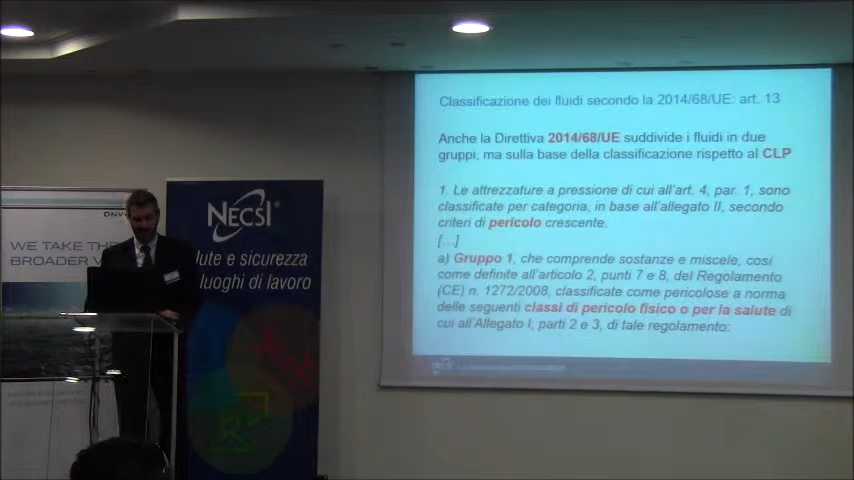 Classificazione dei fluidi secondo la 2014/68/UE: art. 13
Anche la Direttiva 2014/68/UE suddivide i fluidi in due
gruppi, ma sulla base della classificazione rispetto al CLP
1. Le attrezzature a pressione di cui all'art. 4, par. 1, sono
classificate per categoria, in base all'allegato II, secondo
criteri di pericolo crescente.
[...]
a) Gruppo 1, che comprende sostanze e miscele, così
come definite all'articolo 2, punti 7 e 8, del Regolamento
(CE) n. 1272/2008, classificate come pericolose a norma
delle seguenti classi di pericolo fisico o per la salute di
cui all'Allegato I, parti 2 e 3, di tale regolamento:
NECSI®
lute e sicurezza
luoghi di lavoro
DNV
WE TAKE THE
BROADER V